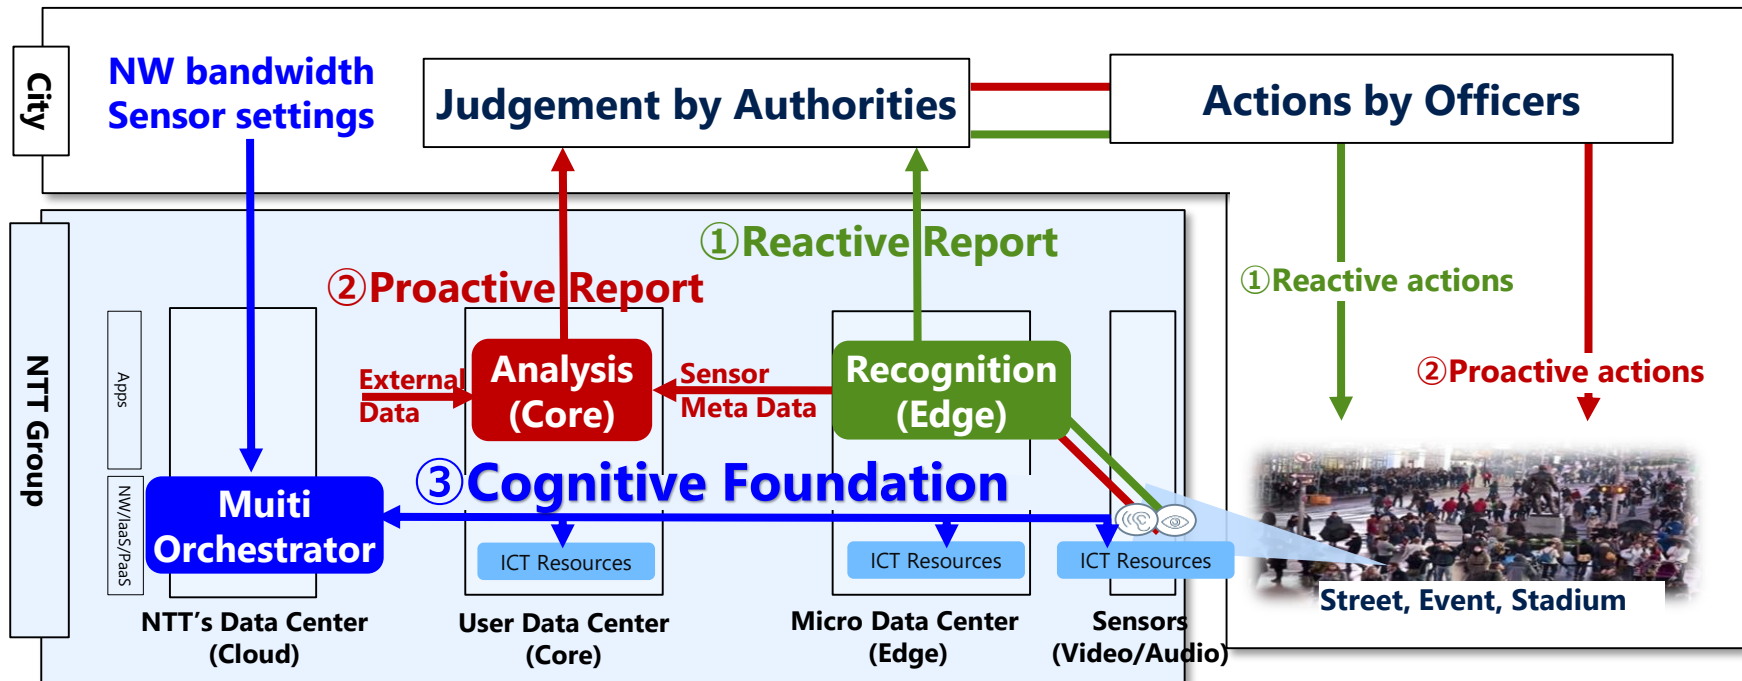 City
NW bandwidth
Sensor settings
Judgement by Authorities
Actions by Officers
NTT Group
①Reactive Report
②Proactive Report
①Reactive actions
②Proactive actions
Apps
External
Data
Analysis
(Core)
Sensor
Meta Data
Recognition
(Edge)
③Cognitive Foundation
NW/IaaS/PaaS
Muiti
Orchestrator
ICT Resources
ICT Resources
ICT Resources
Street, Event, Stadium
NTT’s Data Center
(Cloud)
User Data Center
(Core)
Micro Data Center
(Edge)
Sensors
(Video/Audio)